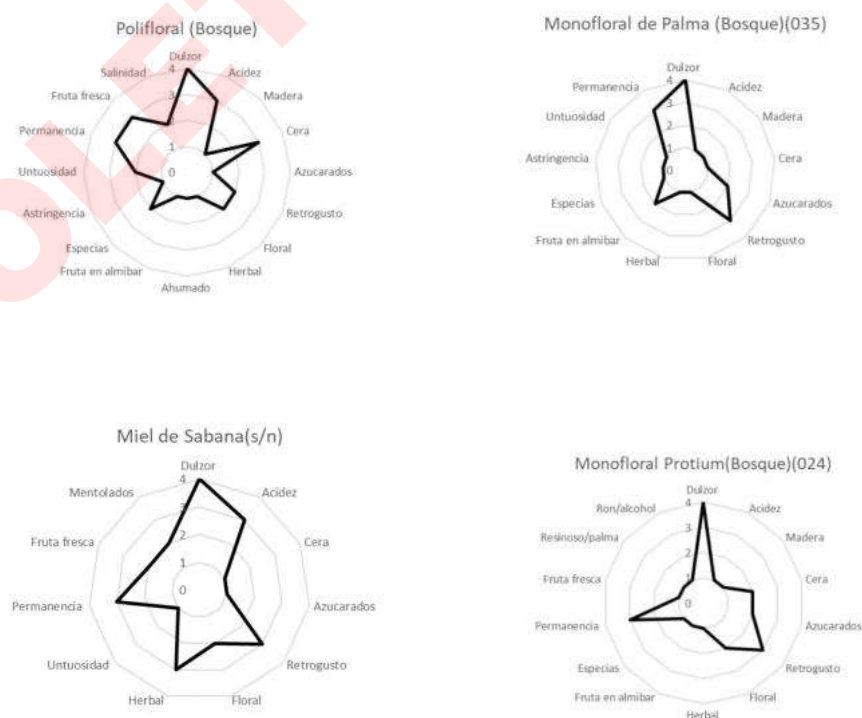 OLET
Polifloral (Bosque)
Dulzor
Acidez
Madera
Cera
Azucarados
Retrogusto
Floral
Herbal
Ahumado
Fruta en almibar
Especias
Astringencia
Untuosidad
Permanencia
Fruta fresca
Salinidad
4
3
2
1
0
Monofloral de Palma (Bosque)(035)
Dulzor
Acidez
Madera
Cera
Azucarados
Retrogusto
Floral
Herbal
Fruta en almibar
Especias
Astringencia
Untuosidad
Permanencia
4
3
2
1
0
Miel de Sabana(s/n)
Dulzor
Acidez
Cera
Azucarados
Retrogusto
Floral
Herbal
Untuosidad
Permanencia
Fruta fresca
Mentolados
4
3
2
1
0
Monofloral Protium(Bosque)(024)
Dulzor
Acidez
Madera
Cera
Azucarados
Retrogusto
Floral
Herbal
Fruta en almibar
Especias
Permanencia
Fruta fresca
Resinoso/palma
Ron/alcohol
4
3
2
1
0